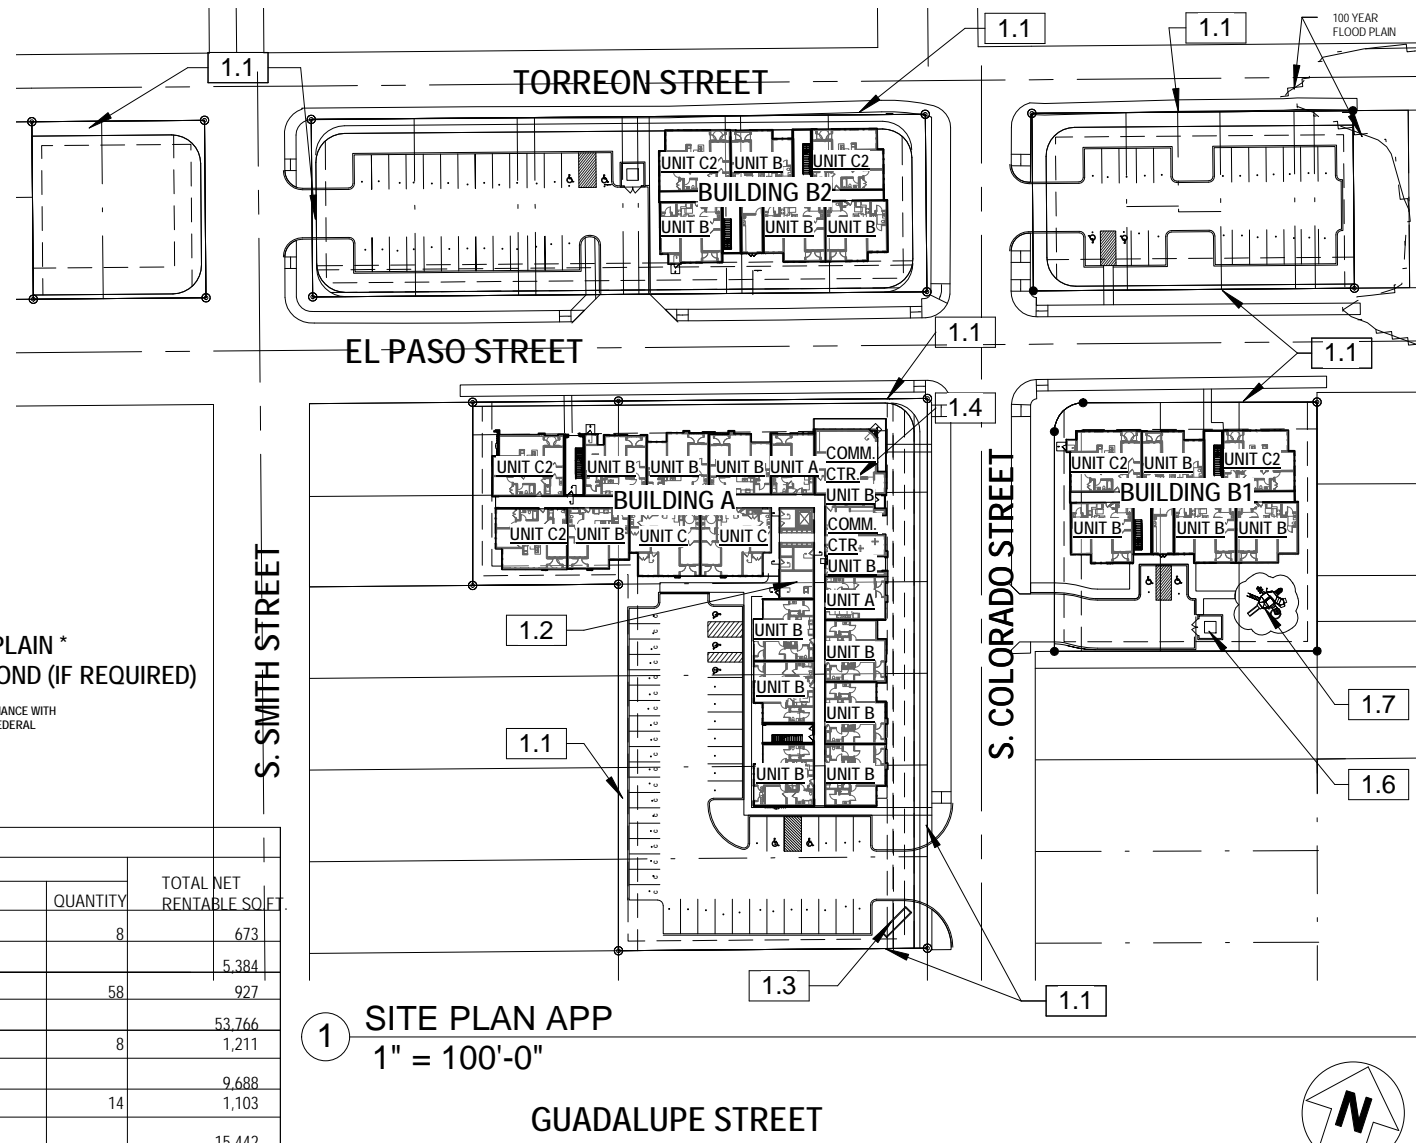 1.1
1.1
1.1
100 YEAR
FLOOD PLAIN
TORREON STREET
UNIT C2
UNIT B
UNIT C2
BUILDING B2
UNIT B
UNIT B
UNIT B
1.1
1.1
EL PASO STREET
1.4
UNIT C2
UNIT B
UNIT B
UNIT B
UNIT A
COMM.
CTR.
UNIT B
BUILDING A
UNIT C2
UNIT B
UNIT C
UNIT C
COMM.
CTR
UNIT B
UNIT C2
UNIT B
UNIT C2
BUILDING B1
UNIT B
UNIT B
UNIT B
S. SMITH STREET
S. COLORADO STREET
1.2
UNIT A
UNIT B
UNIT B
UNIT B
UNIT B
UNIT B
UNIT B
1.7
1.6
1.1
PLAIN *
OND (IF REQUIRED)
IANCE WITH
EDERAL
1.3
1.1
QUANTITY
TOTAL NET
RENTABLE SQ.FT.
8 673
5,384
58 927
53,766
8 1,211
9,688
14 1,103
15,442
1
SITE PLAN APP
1" = 100'-0"
GUADALUPE STREET
N